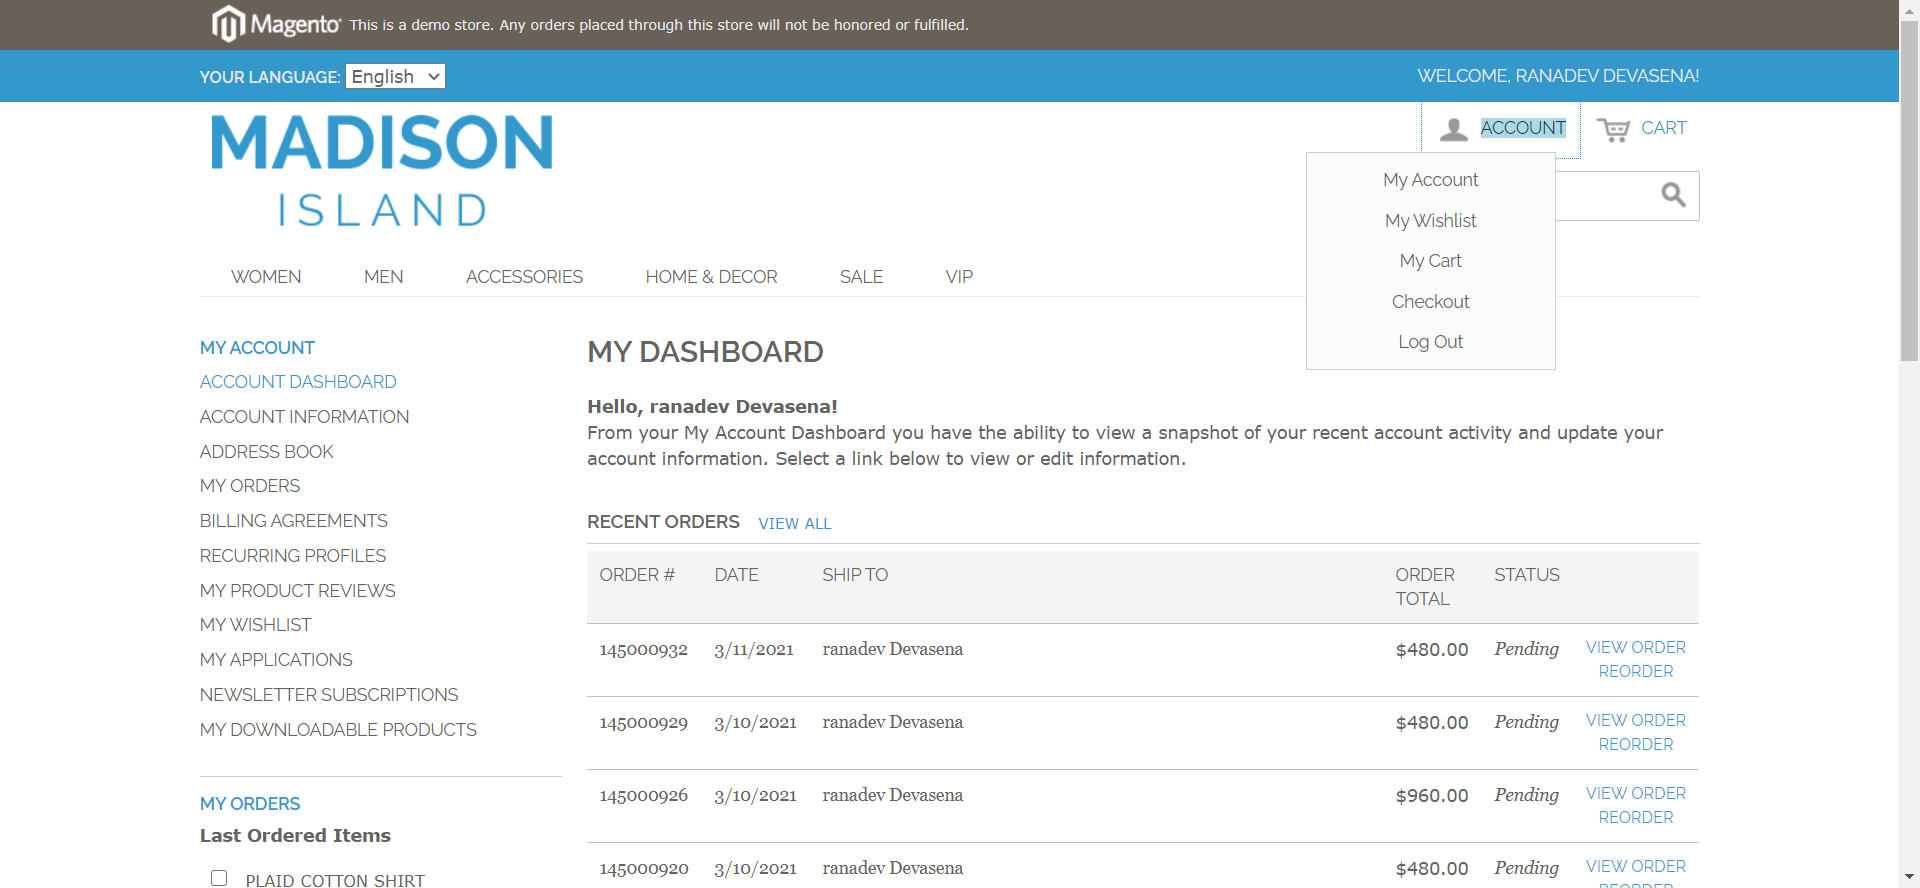 Magento This is a demo store. Any orders placed through this store will not be honored or fulfilled.
YOUR LANGUAGE: English
WELCOME, RANADEV DEVASENA!
MADISON
ISLAND
ACCOUNT
CART
My Account
My Wishlist
My Cart
Checkout
Log Out
WOMEN MEN ACCESSORIES HOME & DECOR SALE VIP
MY ACCOUNT
ACCOUNT DASHBOARD
ACCOUNT INFORMATION
ADDRESS BOOK
MY ORDERS
BILLING AGREEMENTS
RECURRING PROFILES
MY PRODUCT REVIEWS
MY WISHLIST
MY APPLICATIONS
NEWSLETTER SUBSCRIPTIONS
MY DOWNLOADABLE PRODUCTS
MY ORDERS
Last Ordered Items
PLAID COTTON SHIRT
MY DASHBOARD
Hello, ranadev Devasena!
From your My Account Dashboard you have the ability to view a snapshot of your recent account activity and update your
account information. Select a link below to view or edit information.
RECENT ORDERS VIEW ALL
ORDER # DATE SHIP TO ORDER TOTAL STATUS
145000932 3/11/2021 ranadev Devasena $480.00 Pending VIEW ORDER
REORDER
145000929 3/10/2021 ranadev Devasena $480.00 Pending VIEW ORDER
REORDER
145000926 3/10/2021 ranadev Devasena $960.00 Pending VIEW ORDER
REORDER
145000920 3/10/2021 ranadev Devasena $480.00 Pending VIEW ORDER
REORDER